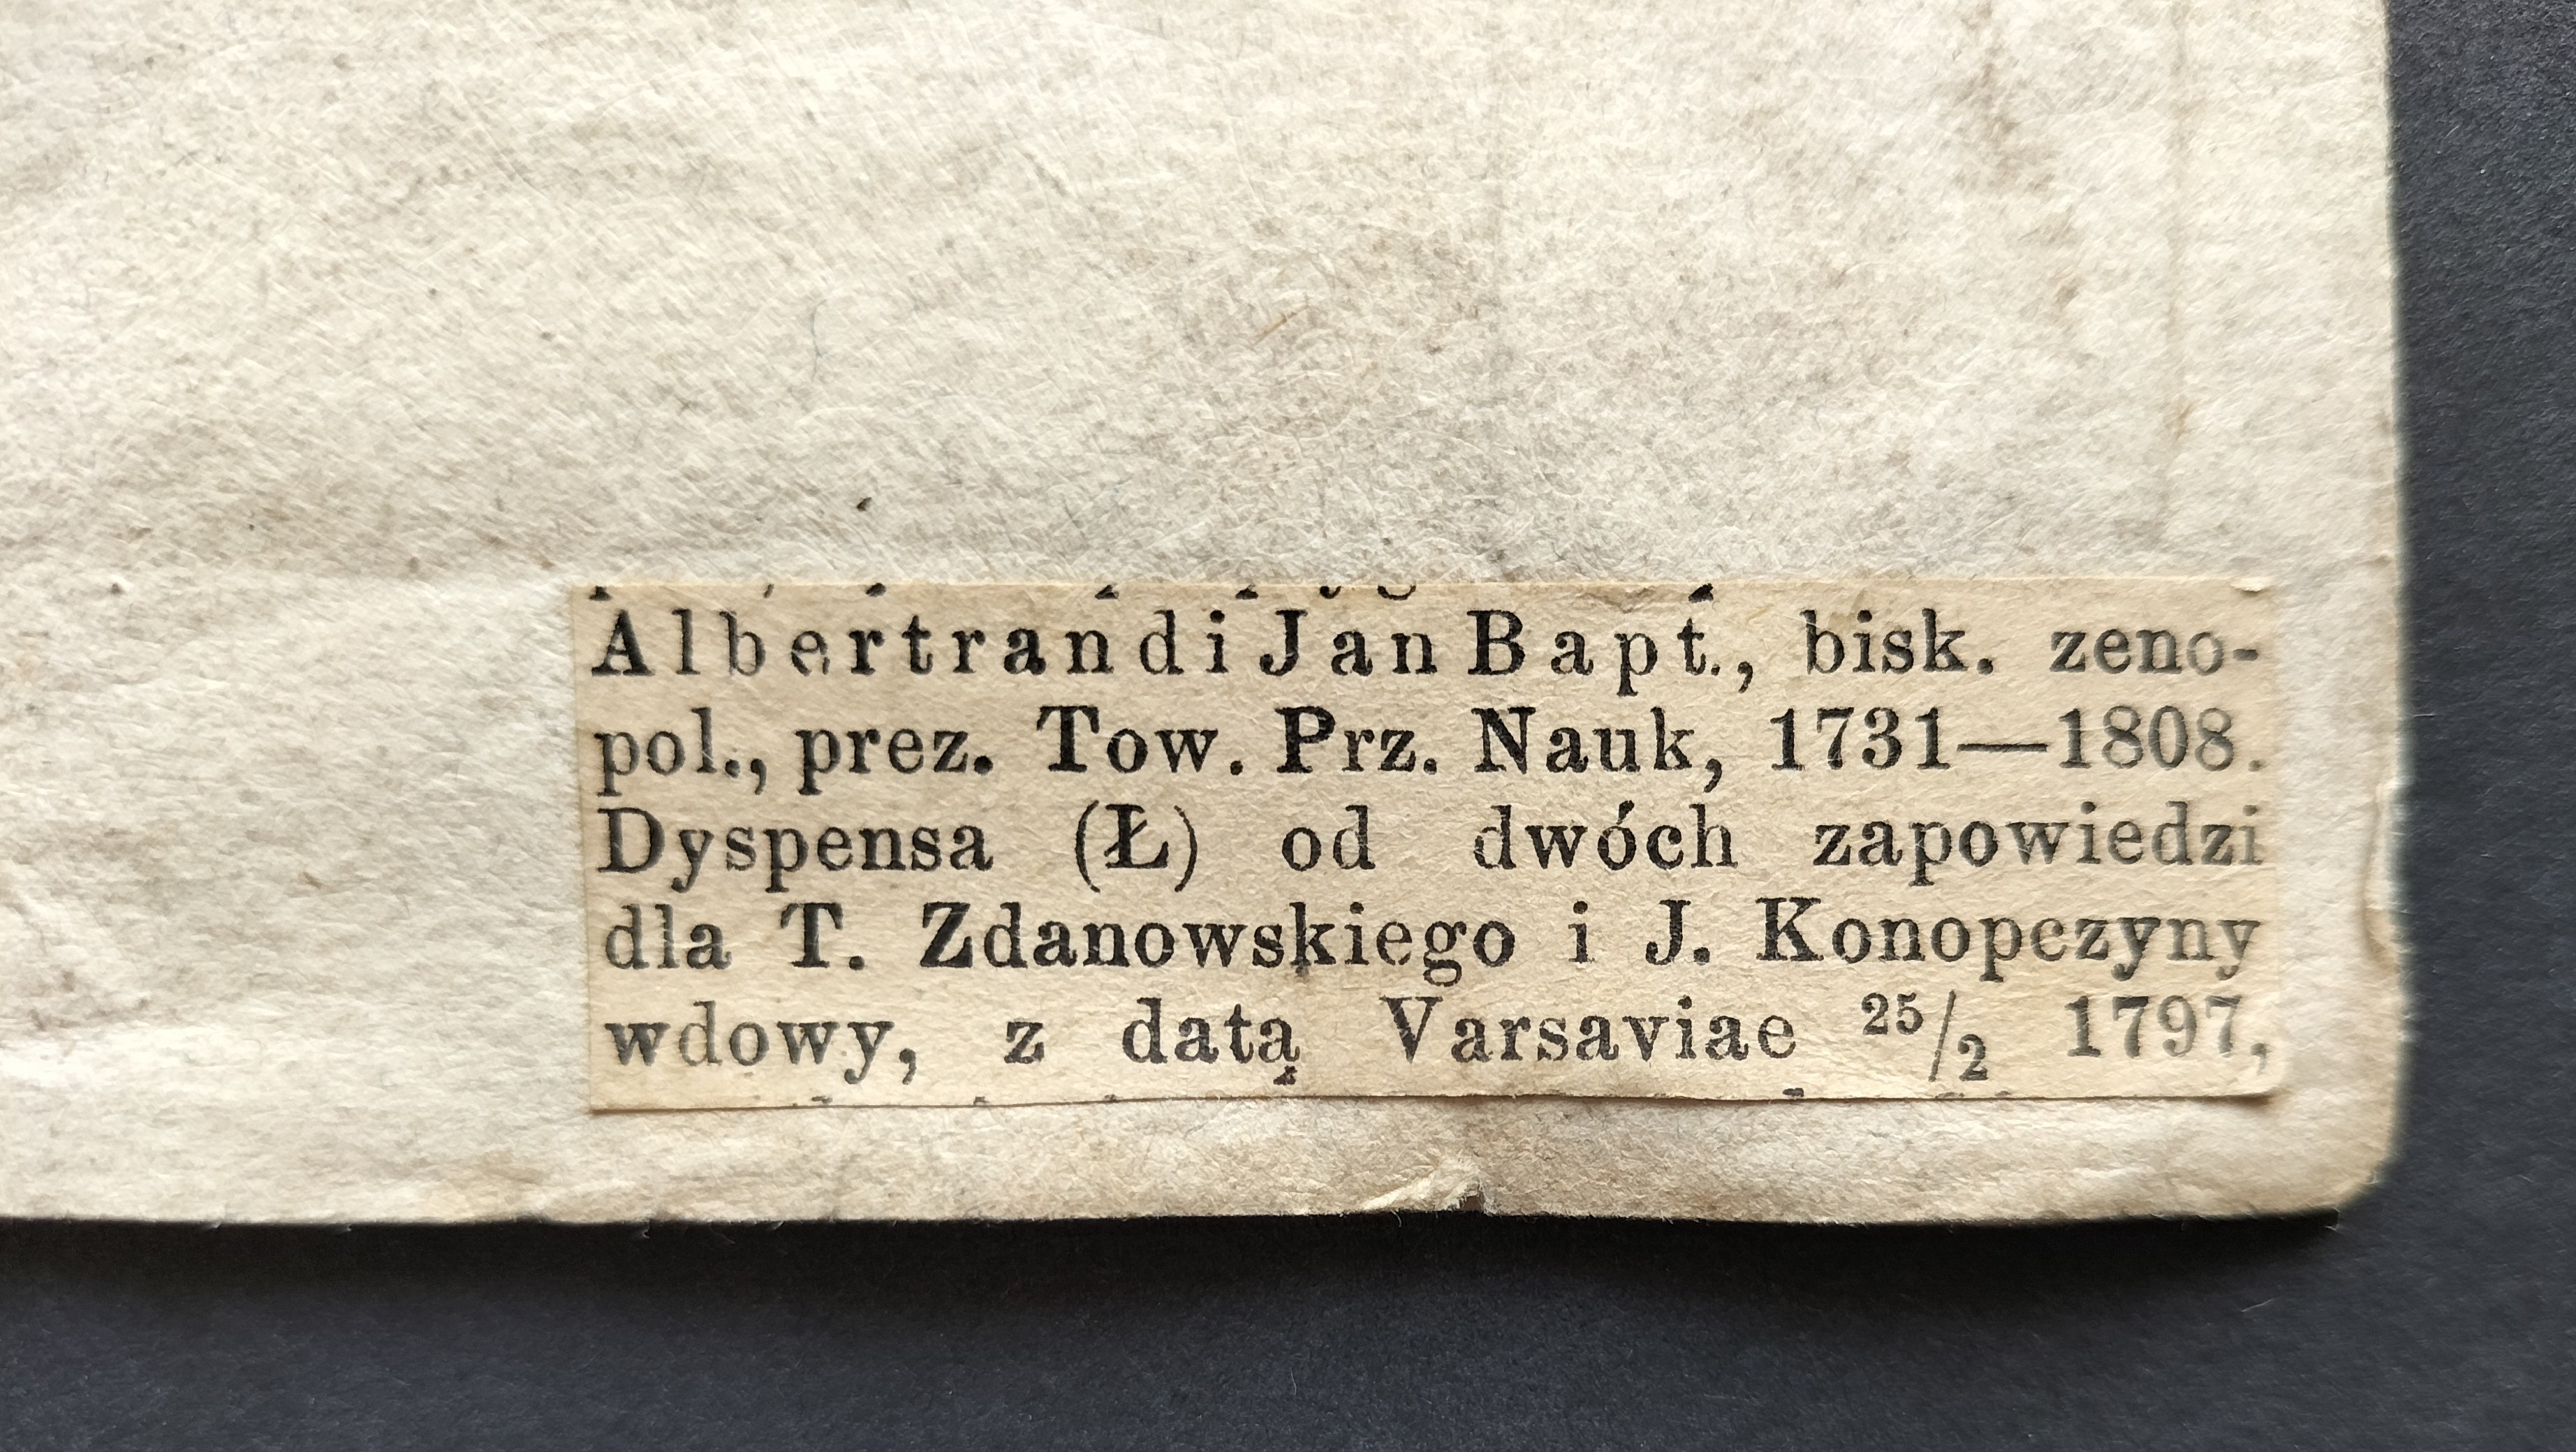 Albertrandi Jan Bapt., bisk. zeno-
pol., prez. Tow. Prz. Nauk, 1731—1808.
Dyspensa (Ł) od dwóch zapowiedzi
dla T. Zdanowskiego i J. Konopczyny
wdowy, z datą Varsaviae 25/2 1797,